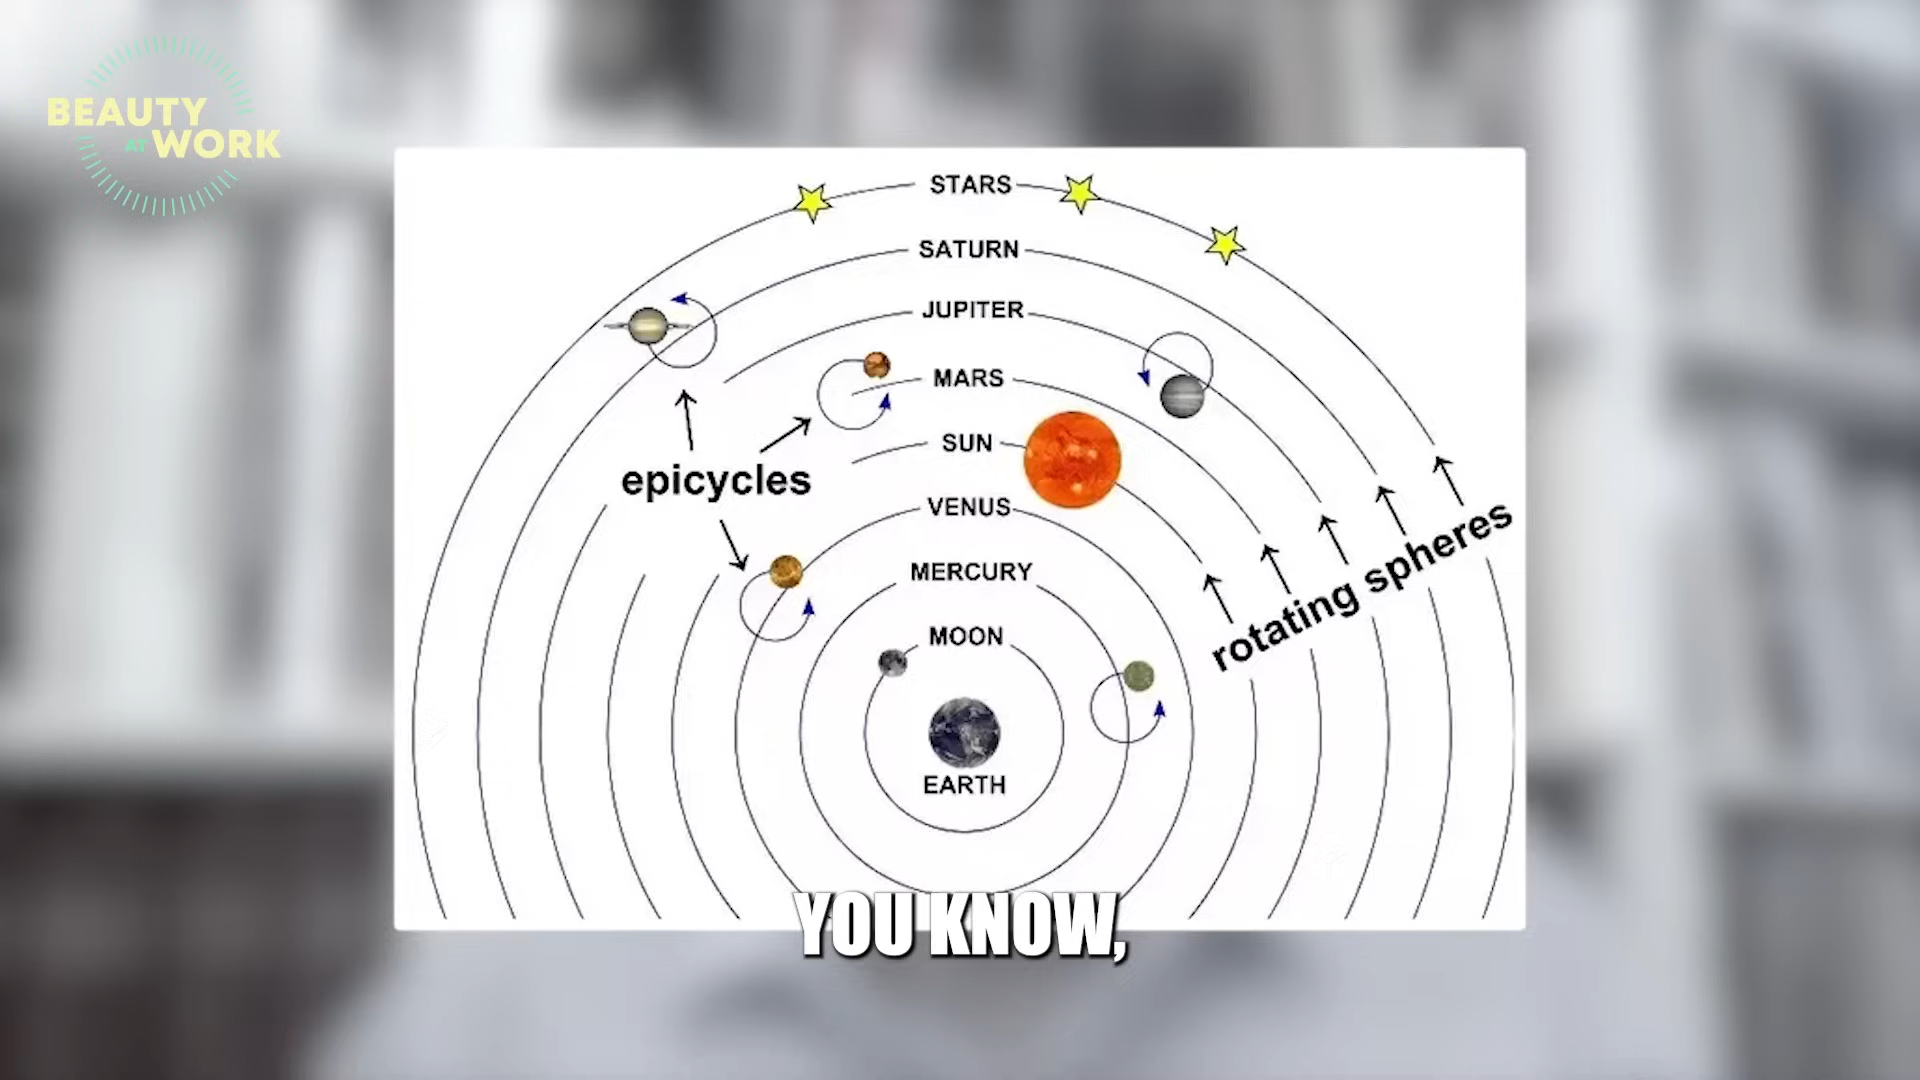 BEAUTY
AT WORK
STARS
SATURN
JUPITER
MARS
SUN
epicycles
VENUS
rotating spheres
MERCURY
MOON
EARTH
YOU KNOW,